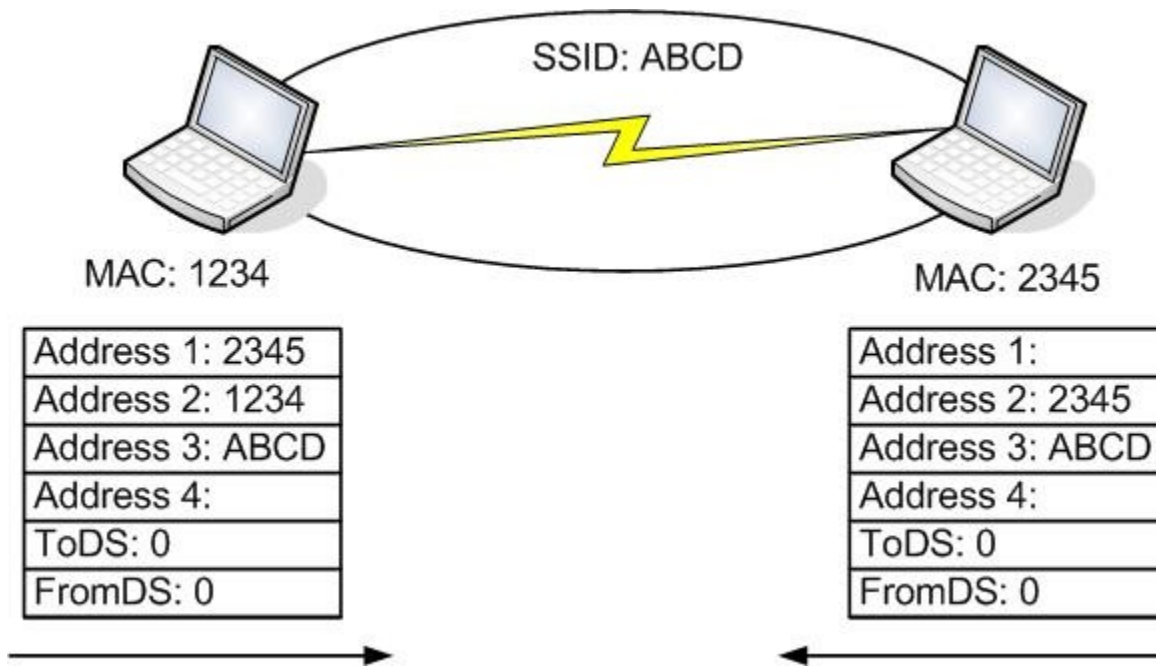 SSID: ABCD
MAC: 1234
MAC: 2345
Address 1: 2345
Address 2: 1234
Address 3: ABCD
Address 4:
ToDS: 0
FromDS: 0
Address 1:
Address 2: 2345
Address 3: ABCD
Address 4:
ToDS: 0
FromDS: 0